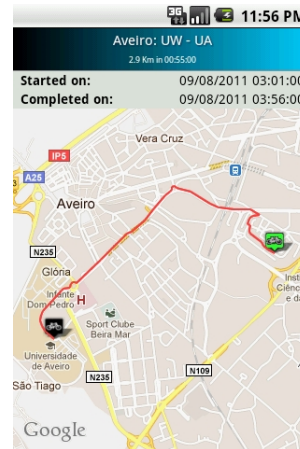 3G 11:56 PM
Aveiro: UW - UA
2.9 Km in 00:55:00
Started on: 09/08/2011 03:01:00
Completed on: 09/08/2011 03:56:00
Vera Cruz
IP5
A25
Aveiro
N235
Glória
Infante
Dom Pedro
H
Sport Clube
Beira Mar
Universidade
de Aveiro
São Tiago
N235
N109
Google